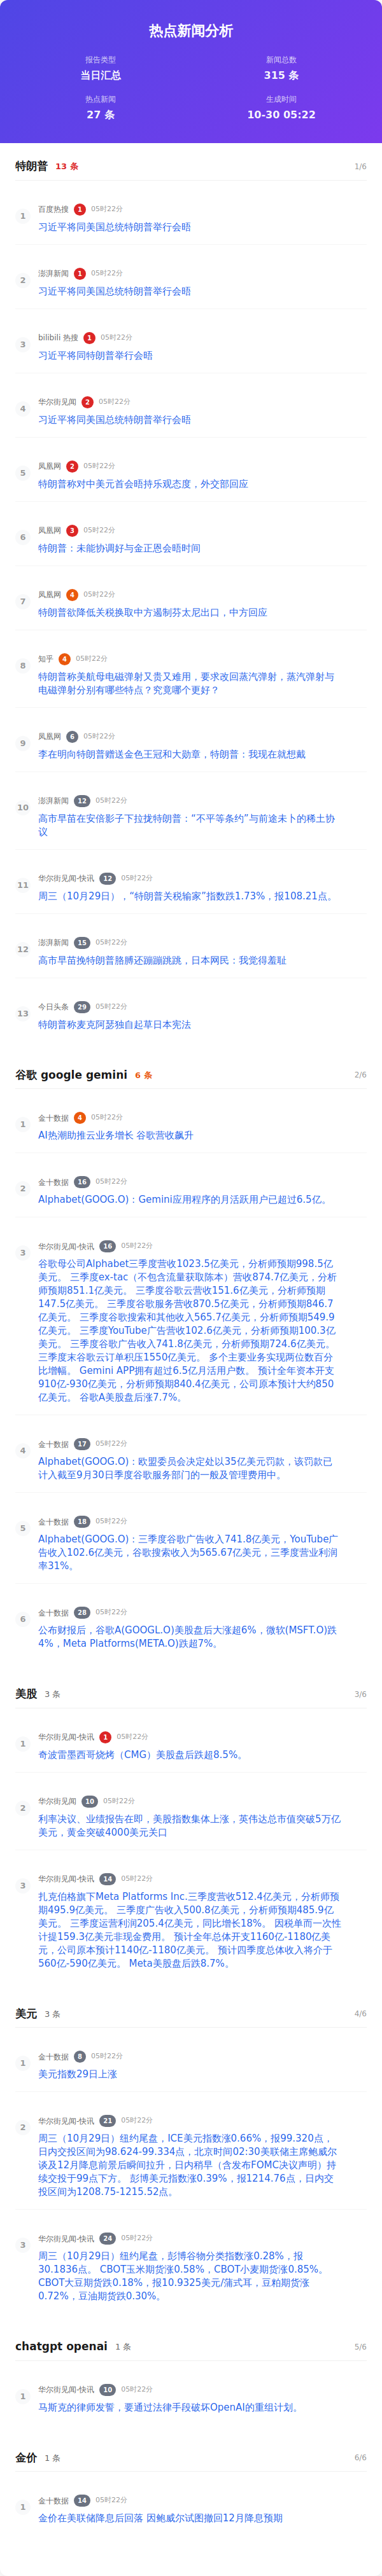 热点新闻分析
报告类型
当日汇总
新闻总数
315 条
热点新闻
27 条
生成时间
10-30 05:22
特朗普 13 条 1/6
1
百度热搜 1 05时22分
习近平将同美国总统特朗普举行会晤
2
澎湃新闻 1 05时22分
习近平将同美国总统特朗普举行会晤
3
bilibili 热搜 1 05时22分
习近平将同特朗普举行会晤
4
华尔街见闻 2 05时22分
习近平将同美国总统特朗普举行会晤
5
凤凰网 2 05时22分
特朗普称对中美元首会晤持乐观态度，外交部回应
6
凤凰网 3 05时22分
特朗普：未能协调好与金正恩会晤时间
7
凤凰网 4 05时22分
特朗普欲降低关税换取中方遏制芬太尼出口，中方回应
8
知乎 4 05时22分
特朗普称美航母电磁弹射又贵又难用，要求改回蒸汽弹射，蒸汽弹射与
电磁弹射分别有哪些特点？究竟哪个更好？
9
凤凰网 6 05时22分
李在明向特朗普赠送金色王冠和大勋章，特朗普：我现在就想戴
10
澎湃新闻 12 05时22分
高市早苗在安倍影子下拉拢特朗普：“不平等条约”与前途未卜的稀土协
议
11
华尔街见闻-快讯 12 05时22分
周三（10月29日），“特朗普关税输家”指数跌1.73%，报108.21点。
12
澎湃新闻 15 05时22分
高市早苗挽特朗普胳膊还蹦蹦跳跳，日本网民：我觉得羞耻
13
今日头条 29 05时22分
特朗普称麦克阿瑟独自起草日本宪法
谷歌 google gemini 6 条 2/6
1
金十数据 4 05时22分
AI热潮助推云业务增长 谷歌营收飙升
2
金十数据 16 05时22分
Alphabet(GOOG.O)：Gemini应用程序的月活跃用户已超过6.5亿。
3
华尔街见闻-快讯 16 05时22分
谷歌母公司Alphabet三季度营收1023.5亿美元，分析师预期998.5亿
美元。 三季度ex-tac（不包含流量获取陈本）营收874.7亿美元，分析
师预期851.1亿美元。 三季度谷歌云营收151.6亿美元，分析师预期
147.5亿美元。 三季度谷歌服务营收870.5亿美元，分析师预期846.7
亿美元。 三季度谷歌搜索和其他收入565.7亿美元，分析师预期549.9
亿美元。 三季度YouTube广告营收102.6亿美元，分析师预期100.3亿
美元。 三季度谷歌广告收入741.8亿美元，分析师预期724.6亿美元。
三季度末谷歌云订单积压1550亿美元。 多个主要业务实现两位数百分
比增幅。 Gemini APP拥有超过6.5亿月活用户数。 预计全年资本开支
910亿-930亿美元，分析师预期840.4亿美元，公司原本预计大约850
亿美元。 谷歌A美股盘后涨7.7%。
4
金十数据 17 05时22分
Alphabet(GOOG.O)：欧盟委员会决定处以35亿美元罚款，该罚款已
计入截至9月30日季度谷歌服务部门的一般及管理费用中。
5
金十数据 18 05时22分
Alphabet(GOOG.O)：三季度谷歌广告收入741.8亿美元，YouTube广
告收入102.6亿美元，谷歌搜索收入为565.67亿美元，三季度营业利润
率31%。
6
金十数据 28 05时22分
公布财报后，谷歌A(GOOGL.O)美股盘后大涨超6%，微软(MSFT.O)跌
4%，Meta Platforms(META.O)跌超7%。
美股 3 条 3/6
1
华尔街见闻-快讯 1 05时22分
奇波雷墨西哥烧烤（CMG）美股盘后跌超8.5%。
2
华尔街见闻 10 05时22分
利率决议、业绩报告在即，美股指数集体上涨，英伟达总市值突破5万亿
美元，黄金突破4000美元关口
3
华尔街见闻-快讯 14 05时22分
扎克伯格旗下Meta Platforms Inc.三季度营收512.4亿美元，分析师预
期495.9亿美元。 三季度广告收入500.8亿美元，分析师预期485.9亿
美元。 三季度运营利润205.4亿美元，同比增长18%。 因税单而一次性
计提159.3亿美元非现金费用。 预计全年总体开支1160亿-1180亿美
元，公司原本预计1140亿-1180亿美元。 预计四季度总体收入将介于
560亿-590亿美元。 Meta美股盘后跌8.7%。
美元 3 条 4/6
1
金十数据 8 05时22分
美元指数29日上涨
2
华尔街见闻-快讯 21 05时22分
周三（10月29日）纽约尾盘，ICE美元指数涨0.66%，报99.320点，
日内交投区间为98.624-99.334点，北京时间02:30美联储主席鲍威尔
谈及12月降息前景后瞬间拉升，日内稍早（含发布FOMC决议声明）持
续交投于99点下方。 彭博美元指数涨0.39%，报1214.76点，日内交
投区间为1208.75-1215.52点。
3
华尔街见闻-快讯 24 05时22分
周三（10月29日）纽约尾盘，彭博谷物分类指数涨0.28%，报
30.1836点。 CBOT玉米期货涨0.58%，CBOT小麦期货涨0.85%。
CBOT大豆期货跌0.18%，报10.9325美元/蒲式耳，豆粕期货涨
0.72%，豆油期货跌0.30%。
chatgpt openai 1 条 5/6
1
华尔街见闻-快讯 10 05时22分
马斯克的律师发誓，要通过法律手段破坏OpenAI的重组计划。
金价 1 条 6/6
1
金十数据 14 05时22分
金价在美联储降息后回落 因鲍威尔试图撤回12月降息预期